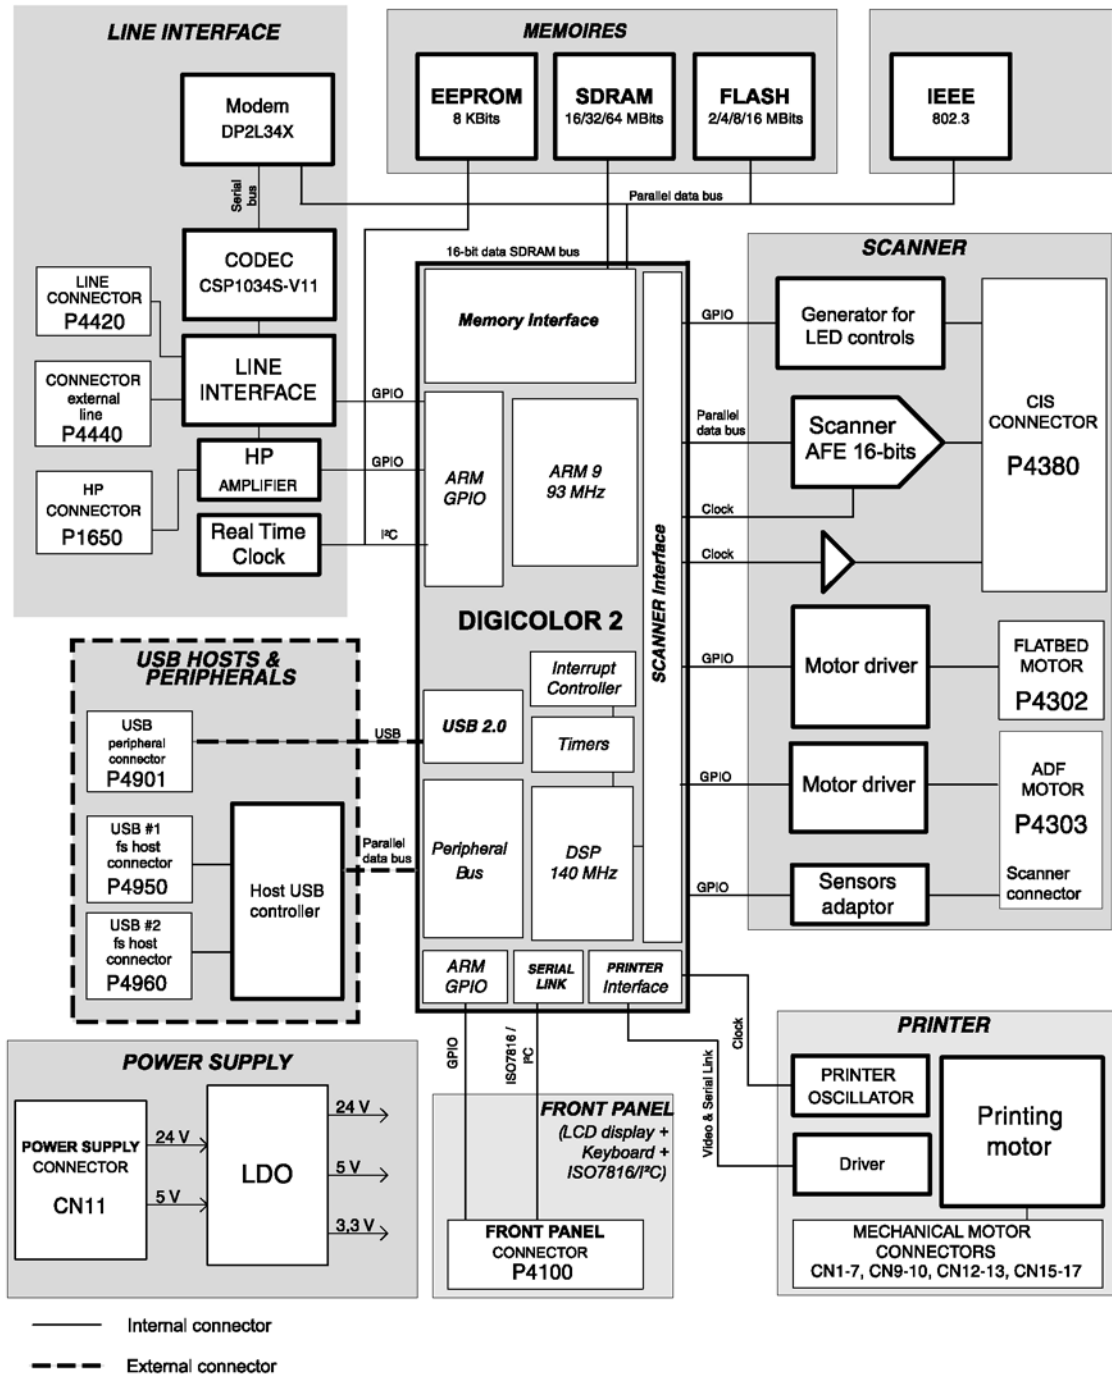 LINE INTERFACE
Modem
DP2L34X
Serial
bus
CODEC
CSP1034S-V11
LINE
CONNECTOR
P4420
LINE
INTERFACE
CONNECTOR
external
line
P4440
HP
AMPLIFIER
HP
CONNECTOR
P1650
Real Time
Clock
GPIO
GPIO
I²C
MEMOIRES
EEPROM
8 KBits
SDRAM
16/32/64 MBits
FLASH
2/4/8/16 MBits
IEEE
802.3
Parallel data bus
16-bit data SDRAM bus
Memory Interface
ARM
GPIO
ARM 9
93 MHz
SCANNER Interface
DIGICOLOR 2
Interrupt
Controller
USB 2.0
Timers
Peripheral
Bus
DSP
140 MHz
ARM
GPIO
SERIAL
LINK
PRINTER
Interface
SCANNER
GPIO
Generator for
LED controls
Parallel
data bus
Scanner
AFE 16-bits
CIS
CONNECTOR
P4380
Clock
Clock
GPIO
Motor driver
FLATBED
MOTOR
P4302
GPIO
Motor driver
ADF
MOTOR
P4303
Scanner
connector
GPIO
Sensors
adaptor
USB HOSTS &
PERIPHERALS
USB
peripheral
connector
P4901
USB
USB #1
fs host
connector
P4950
Host USB
controller
Parallel
data bus
USB #2
fs host
connector
P4960
POWER SUPPLY
POWER SUPPLY
CONNECTOR
CN11
24 V
5 V
LDO
24 V
5 V
3,3 V
GPIO
ISO7816 /
I²C
FRONT PANEL
(LCD display +
Keyboard +
ISO7816/I²C)
FRONT PANEL
CONNECTOR
P4100
Video & Serial Link
Clock
PRINTER
PRINTER
OSCILLATOR
Driver
Printing
motor
MECHANICAL MOTOR
CONNECTORS
CN1-7, CN9-10, CN12-13, CN15-17
Internal connector
External connector